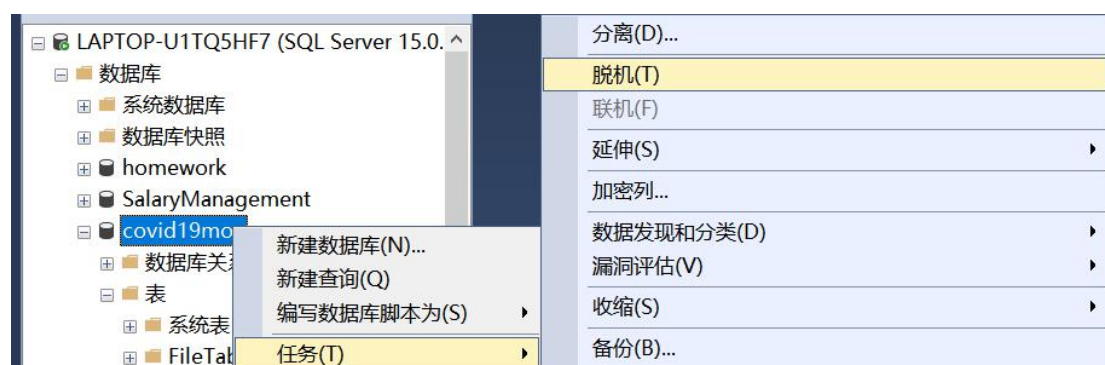 LAPTOP-U1TQ5HF7 (SQL Server 15.0.
数据库
系统数据库
数据库快照
homework
SalaryManagement
covid19mo
数据库关
表
系统表
FileTab
新建数据库(N)...
新建查询(Q)
编写数据库脚本为(S)
任务(T)
分离(D)...
脱机(T)
联机(F)
延伸(S)
加密列...
数据发现和分类(D)
漏洞评估(V)
收缩(S)
备份(B)...